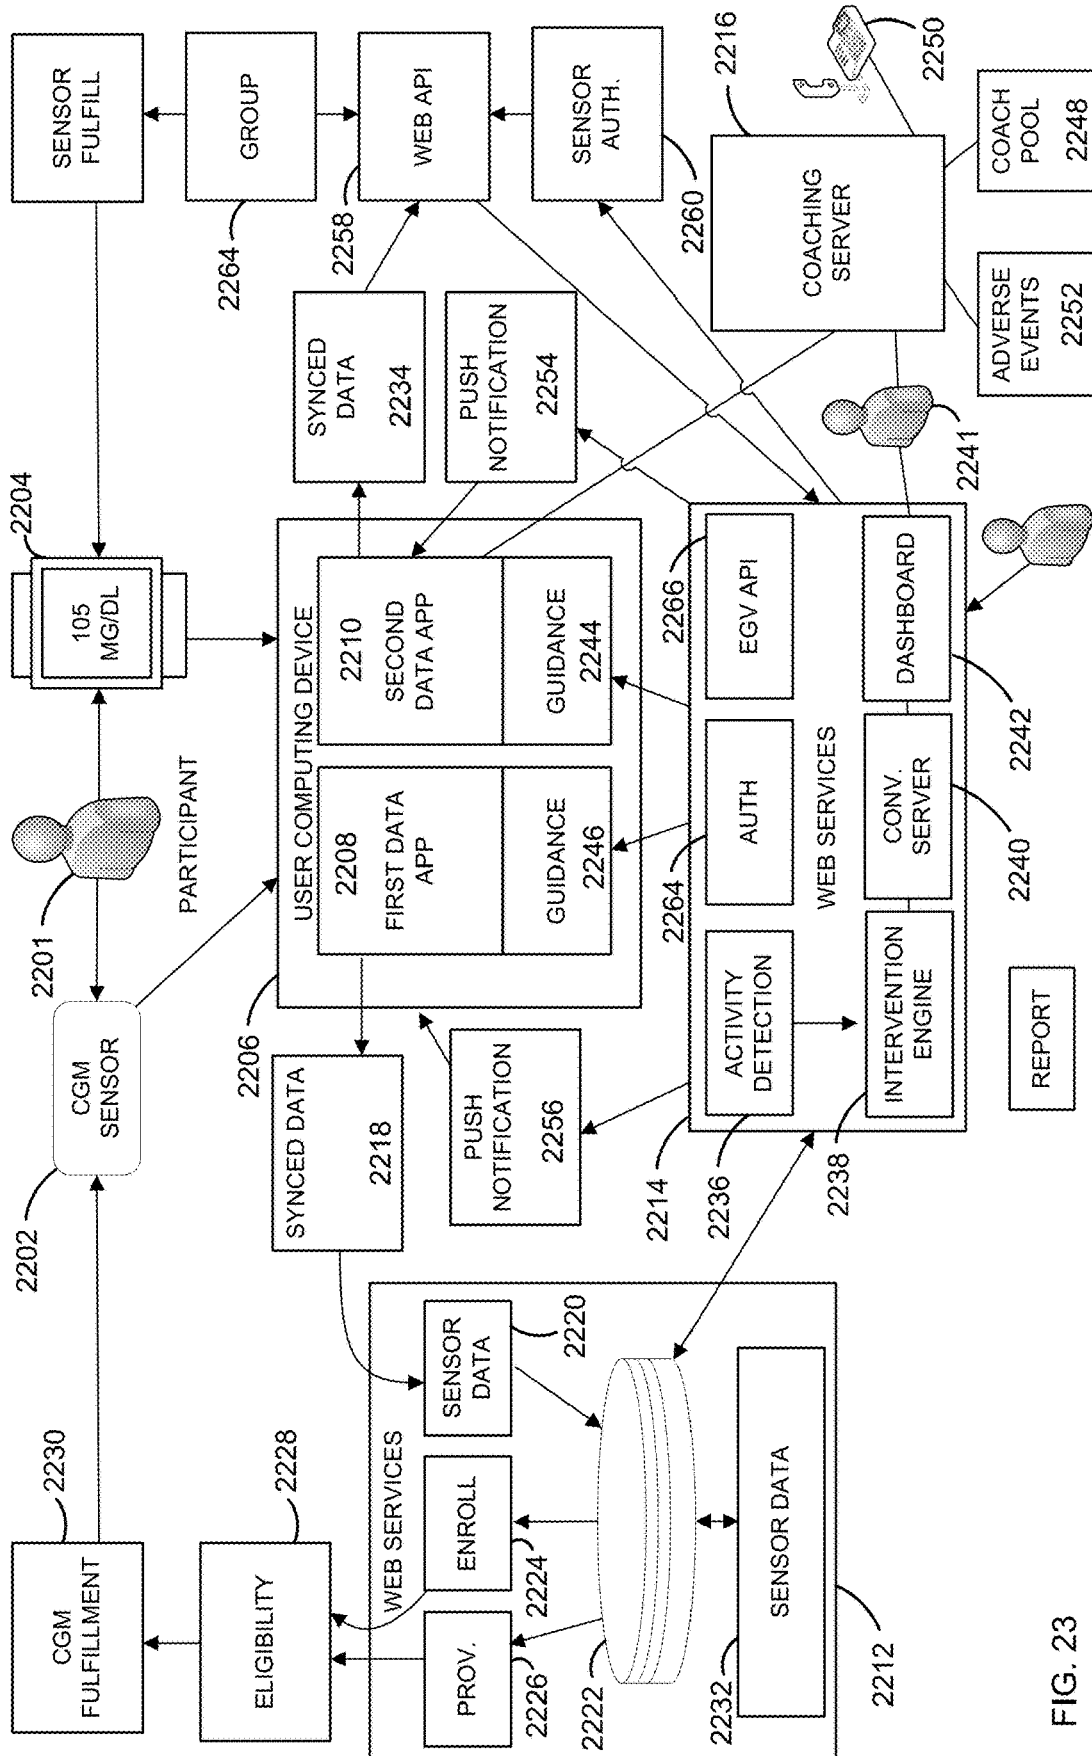 CGM
FULFILLMENT
2230
ELIGIBILITY
2228
2202
CGM
SENSOR
2201
PARTICIPANT
2204
105
MG/DL
SENSOR
FULFILL
GROUP
2264
WEB API
2258
SENSOR
AUTH.
2260
WEB SERVICES
PROV.
2226
ENROLL
2224
SENSOR
DATA
2220
2222
SENSOR DATA
2232
2212
SYNCED DATA
2218
PUSH
NOTIFICATION
2256
2206
USER COMPUTING DEVICE
2208
FIRST DATA
APP
GUIDANCE
2246
2210
SECOND
DATA APP
GUIDANCE
2244
SYNCED
DATA
2234
PUSH
NOTIFICATION
2254
2214
WEB SERVICES
ACTIVITY
DETECTION
2236
AUTH
2264
EGV API
2266
INTERVENTION
ENGINE
2238
CONV.
SERVER
2240
DASHBOARD
2242
2241
COACHING
SERVER
2216
2250
ADVERSE
EVENTS
2252
COACH
POOL
2248
REPORT
FIG. 23